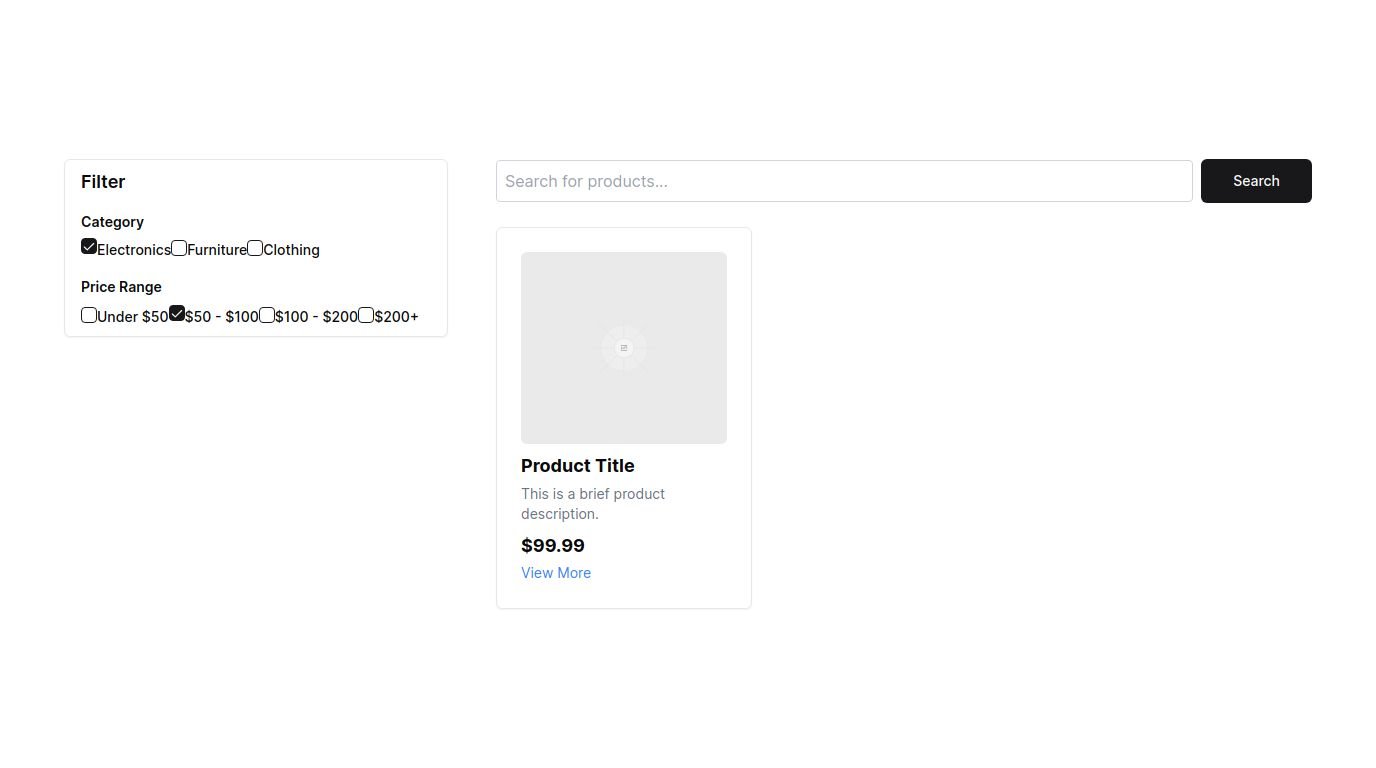 Filter
Category
Electronics Furniture Clothing
Price Range
Under $50 $50 - $100 $100 - $200 $200+
Search for products...
Search
Product Title
This is a brief product
description.
$99.99
View More